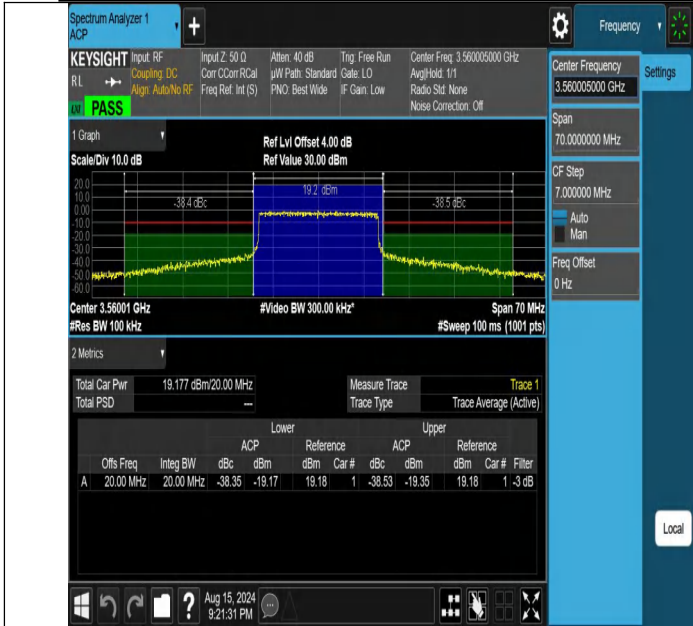 Spectrum Analyzer 1
ACP
+
Frequency
KEYSIGHT
RL
LXI
PASS
Input: RF
Coupling: DC
Align: Auto/No RF
Input Z: 50 Ω
Corr CCorr RCal
Freq Ref: Int (S)
Atten: 40 dB
µW Path: Standard
PNO: Best Wide
Trig: Free Run
Gate: LO
IF Gain: Low
Center Freq: 3.560005000 GHz
Avg|Hold: 1/1
Radio Std: None
Noise Correction: Off
Center Frequency
3.560005000 GHz
Settings
Span
70.0000000 MHz
CF Step
7.000000 MHz
Auto
Man
Freq Offset
0 Hz
Local
1 Graph
Scale/Div 10.0 dB
Ref Lvl Offset 4.00 dB
Ref Value 30.00 dBm
20.0
10.0
0.00
-10.0
-20.0
-30.0
-40.0
-50.0
-60.0
-38.4 dBc
19.2 dBm
-38.5 dBc
Center 3.56001 GHz
#Video BW 300.00 kHz*
Span 70 MHz
#Res BW 100 kHz
#Sweep 100 ms (1001 pts)
2 Metrics
Total Car Pwr 19.177 dBm/20.00 MHz
Total PSD ---
Measure Trace Trace 1
Trace Type Trace Average (Active)
Lower Upper
ACP Reference ACP Reference
Offs Freq Integ BW dBc dBm dBm Car # dBc dBm dBm Car # Filter
A 20.00 MHz 20.00 MHz -38.35 -19.17 19.18 1 -38.53 -19.35 19.18 1 -3 dB
?
Aug 15, 2024
9:21:31 PM